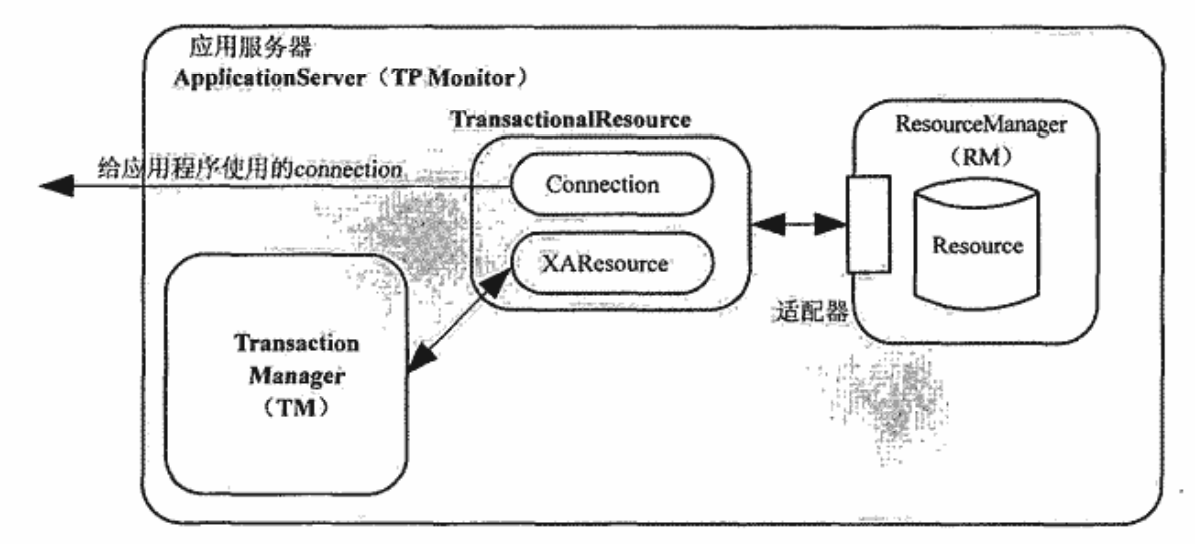 应用服务器
ApplicationServer（TP Monitor）
TransactionalResource
ResourceManager
（RM）
给应用程序使用的connection
Connection
Resource
XAResource
适配器
Transaction
Manager
（TM）